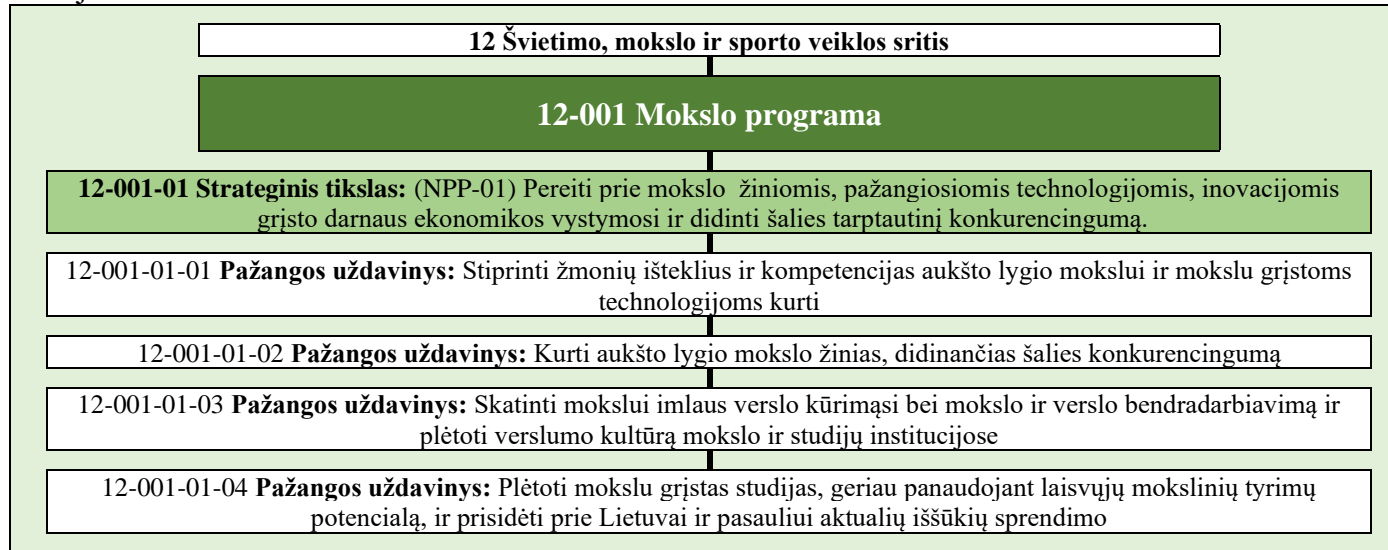 12 Švietimo, mokslo ir sporto veiklos sritis
12-001 Mokslo programa
12-001-01 Strateginis tikslas: (NPP-01) Pereiti prie mokslo žiniomis, pažangiosiomis technologijomis, inovacijomis
grįsto darnaus ekonomikos vystymosi ir didinti šalies tarptautinį konkurencingumą.
12-001-01-01 Pažangos uždavinys: Stiprinti žmonių išteklius ir kompetencijas aukšto lygio mokslui ir mokslu grįstoms
technologijoms kurti
12-001-01-02 Pažangos uždavinys: Kurti aukšto lygio mokslo žinias, didinančias šalies konkurencingumą
12-001-01-03 Pažangos uždavinys: Skatinti mokslui imlaus verslo kūrimąsi bei mokslo ir verslo bendradarbiavimą ir
plėtoti verslumo kultūrą mokslo ir studijų institucijose
12-001-01-04 Pažangos uždavinys: Plėtoti mokslu grįstas studijas, geriau panaudojant laisvųjų mokslinių tyrimų
potencialą, ir prisidėti prie Lietuvai ir pasauliui aktualių iššūkių sprendimo